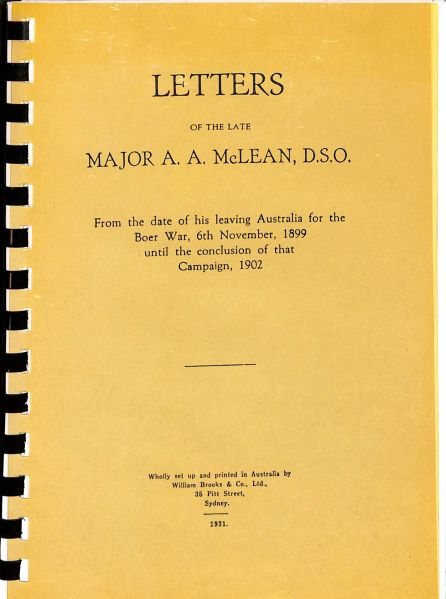 LETTERS
OF THE LATE
MAJOR A. A. McLEAN, D.S.O.
From the date of his leaving Australia for the
Boer War, 6th November, 1899
until the conclusion of that
Campaign, 1902
Wholly set up and printed in Australia by
William Brooks & Co., Ltd.,
35 Pitt Street,
Sydney.
1931.